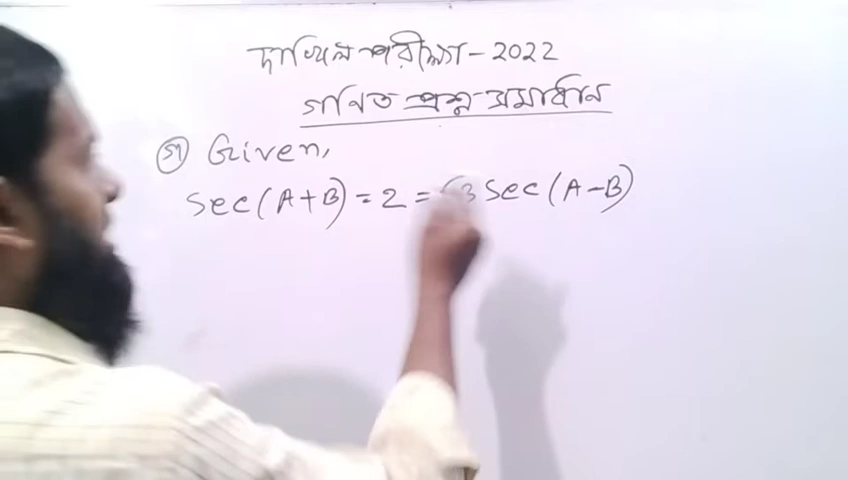 দাখিল পরীক্ষা - 2022
গণিত প্রশ্ন-সমাধান
গ Given,
sec(A+B) = 2 = √3 sec(A-B)